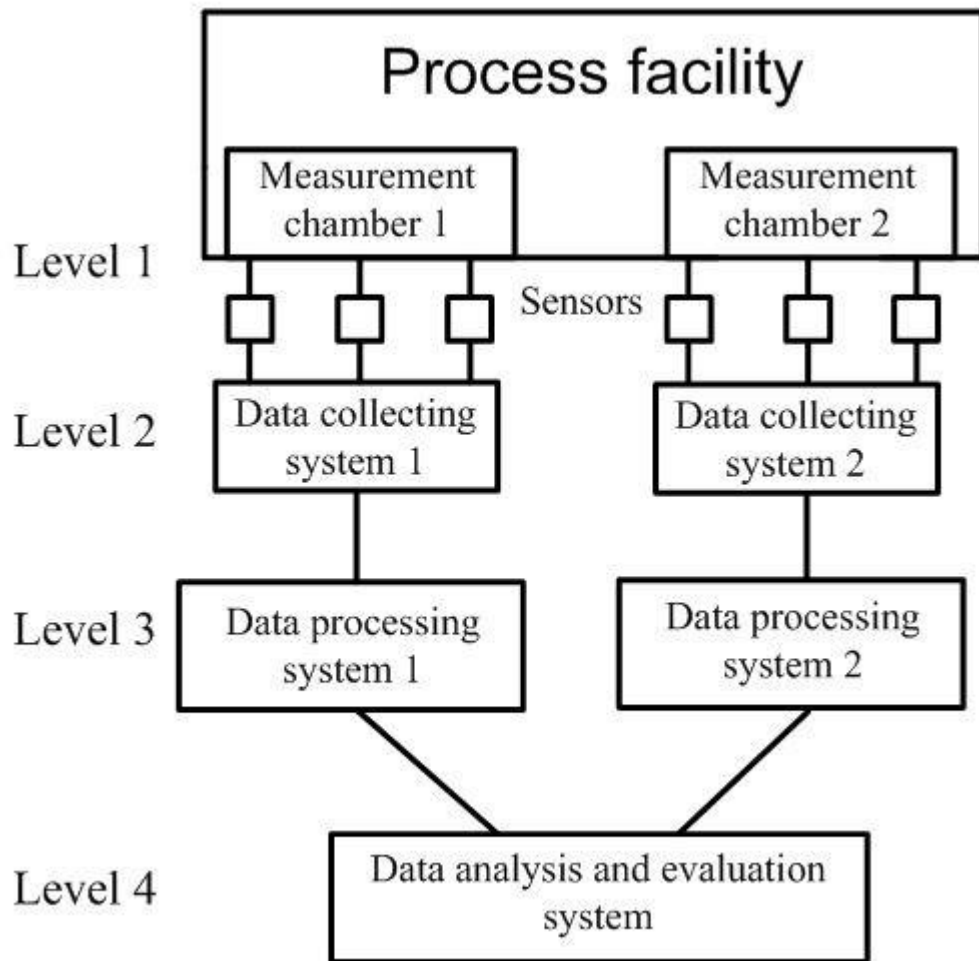 Process facility
Measurement
chamber 1
Measurement
chamber 2
Level 1
Sensors
Level 2
Data collecting
system 1
Data collecting
system 2
Level 3
Data processing
system 1
Data processing
system 2
Level 4
Data analysis and evaluation
system